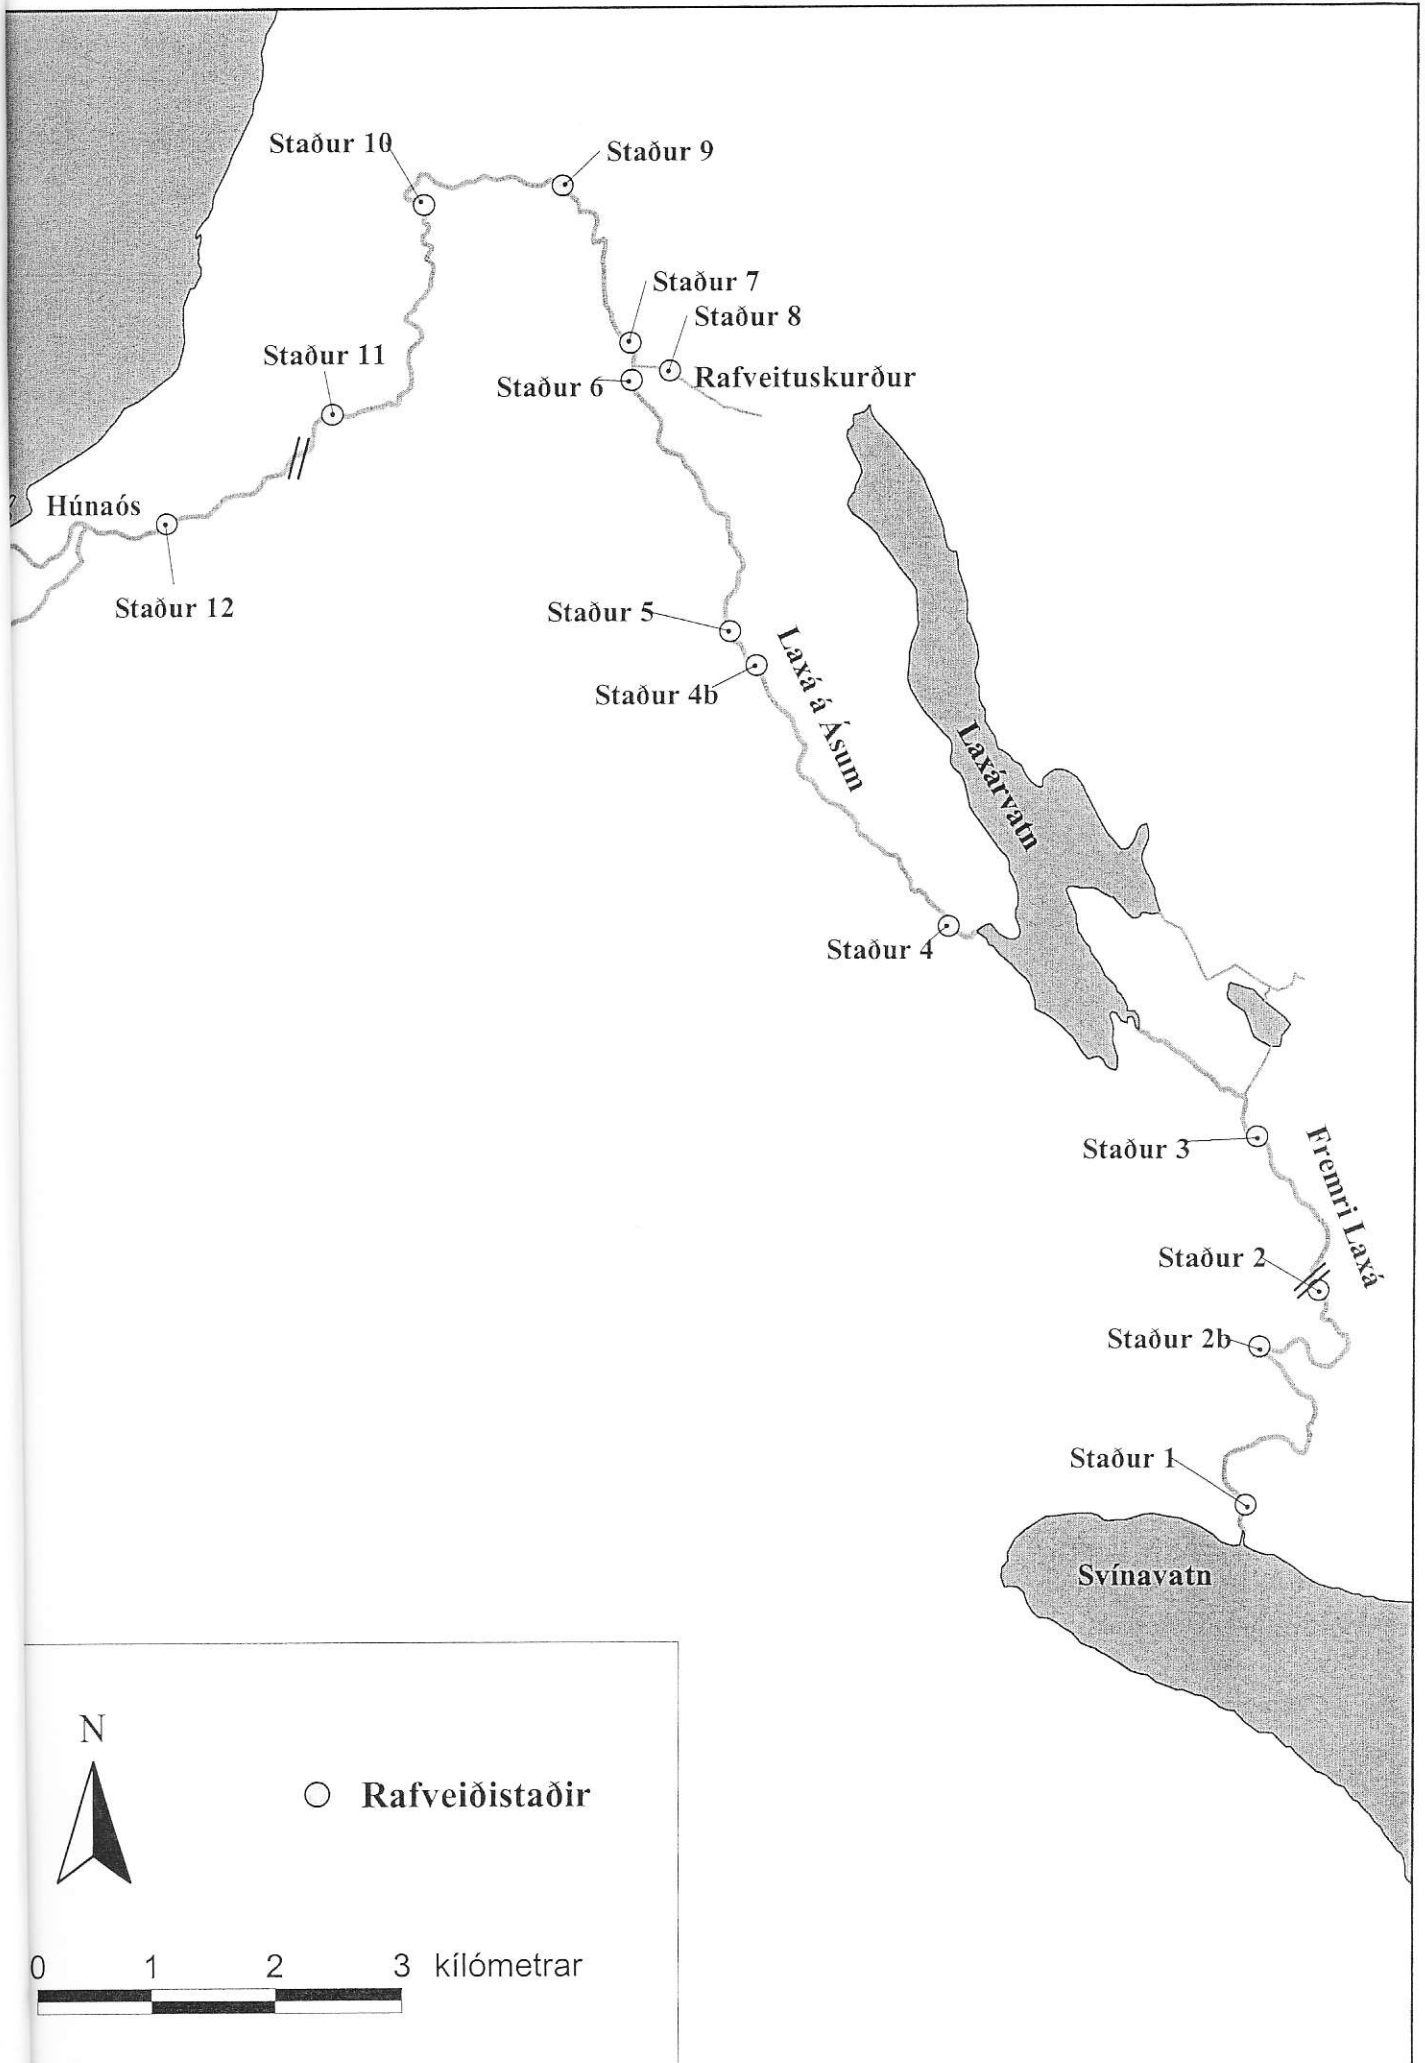 Staður 10
Staður 9
Staður 7
Staður 8
Staður 11
Staður 6
Rafveituskurður
Húnaós
Staður 12
Staður 5
Staður 4b
Laxá á Ásum
Laxárvatn
Staður 4
Staður 3
Fremri Laxá
Staður 2
Staður 2b
Staður 1
Svínavatn
N
Rafveiðistaðir
0 1 2 3 kílómetrar